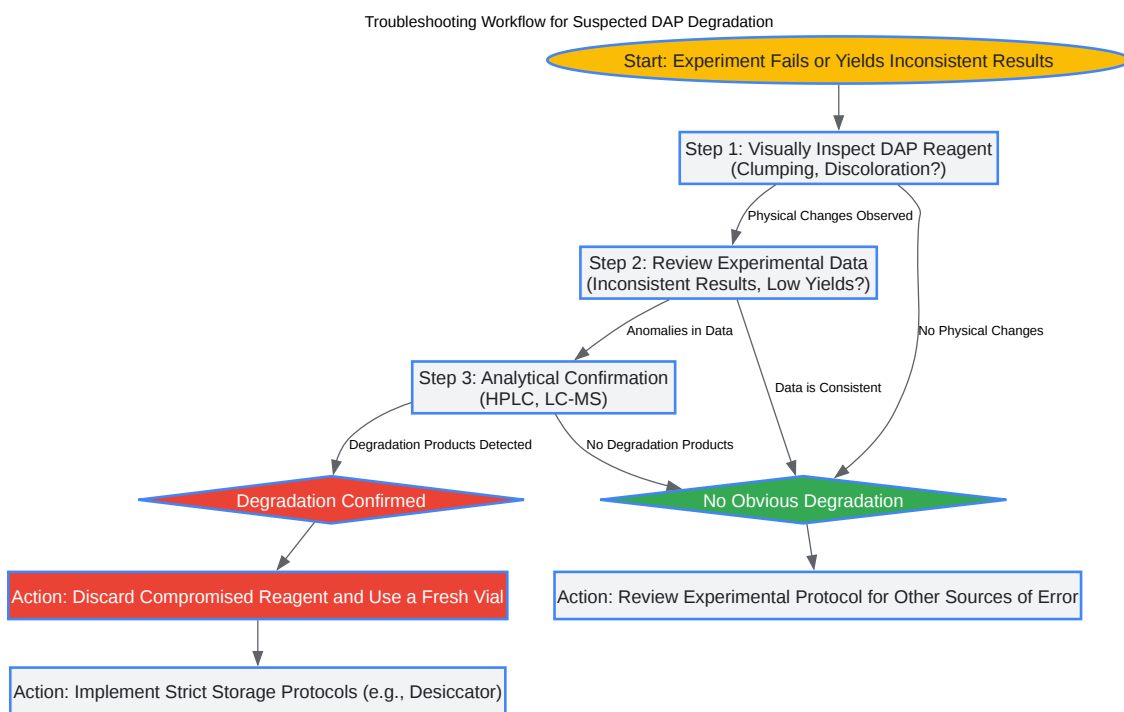 Troubleshooting Workflow for Suspected DAP Degradation
Start: Experiment Fails or Yields Inconsistent Results
Step 1: Visually Inspect DAP Reagent
(Clumping, Discoloration?)
Physical Changes Observed
Step 2: Review Experimental Data
(Inconsistent Results, Low Yields?)
Anomalies in Data
No Physical Changes
Step 3: Analytical Confirmation
(HPLC, LC-MS)
Data is Consistent
Degradation Products Detected
No Degradation Products
Degradation Confirmed
No Obvious Degradation
Action: Discard Compromised Reagent and Use a Fresh Vial
Action: Review Experimental Protocol for Other Sources of Error
Action: Implement Strict Storage Protocols (e.g., Desiccator)